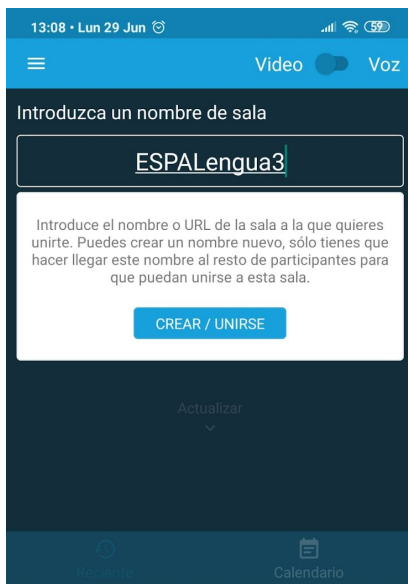 13:08 • Lun 29 Jun 59
Video Voz
Introduzca un nombre de sala
ESPALengua3
Introduce el nombre o URL de la sala a la que quieres
unirte. Puedes crear un nombre nuevo, sólo tienes que
hacer llegar este nombre al resto de participantes para
que puedan unirse a esta sala.
CREAR / UNIRSE
Actualizar
Reciente Calendario